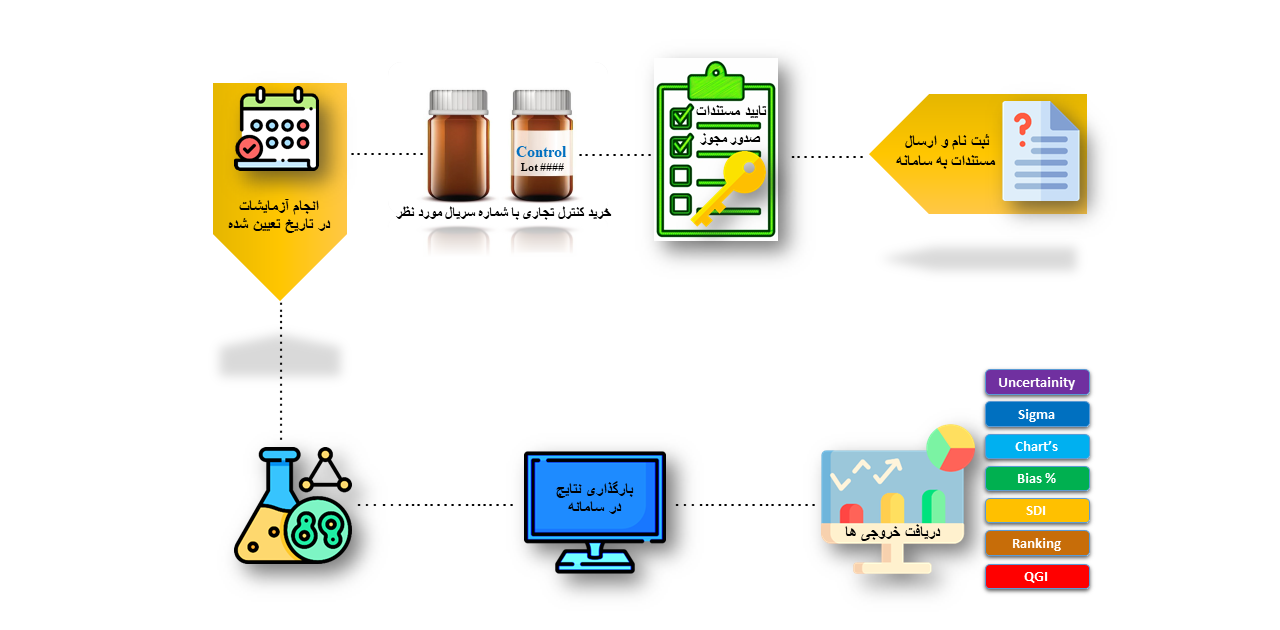 ثبت نام و ارسال
مستندات به سامانه
?
تایید مستندات
صدور مجوز
Control
Lot ####
خرید کنترل تجاری با شماره سریال مورد نظر
انجام آزمایشات
در تاریخ تعیین شده
بارگذاری نتایج
در سامانه
دریافت خروجی ها
Uncertainity
Sigma
Chart's
Bias %
SDI
Ranking
QGI